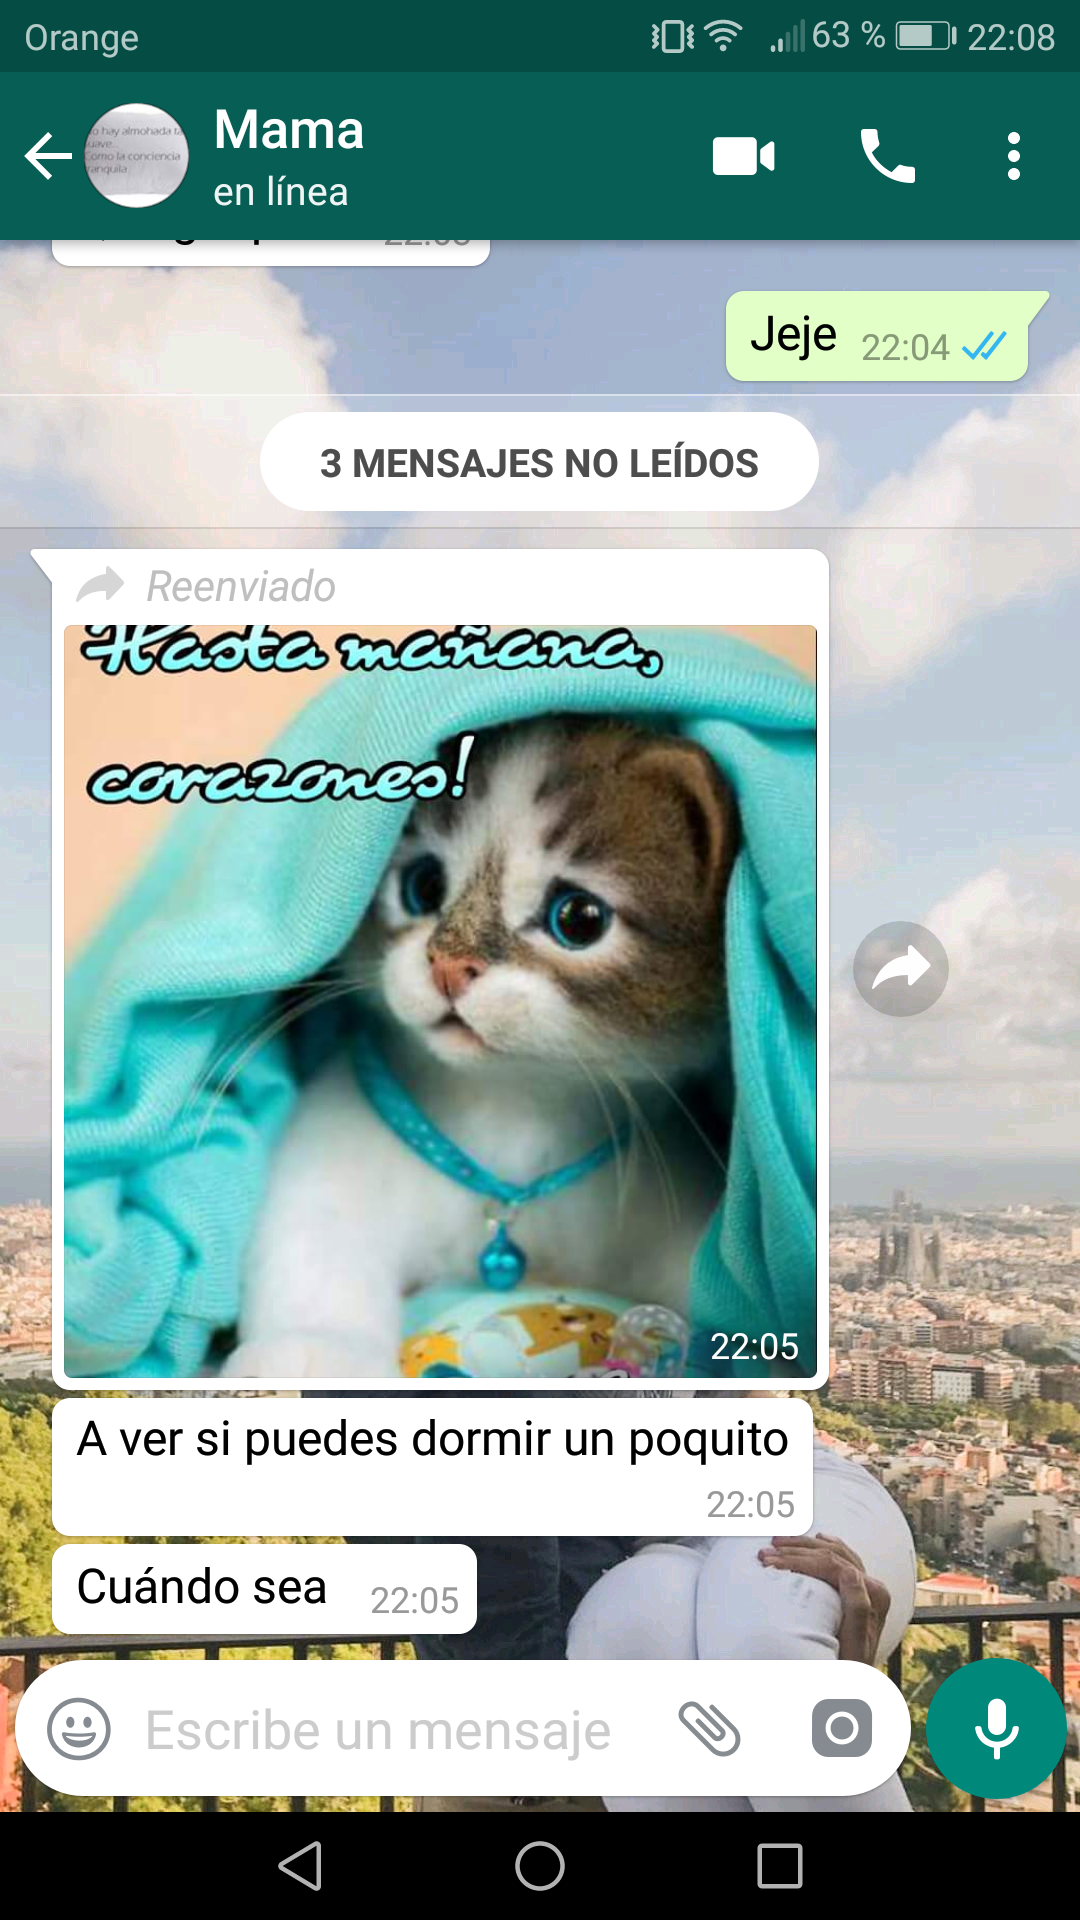 Orange 63 % 22:08
Mama
en línea
Jeje 22:04
3 MENSAJES NO LEÍDOS
Reenviado
Hasta mañana,
corazones!
22:05
A ver si puedes dormir un poquito
22:05
Cuándo sea 22:05
Escribe un mensaje